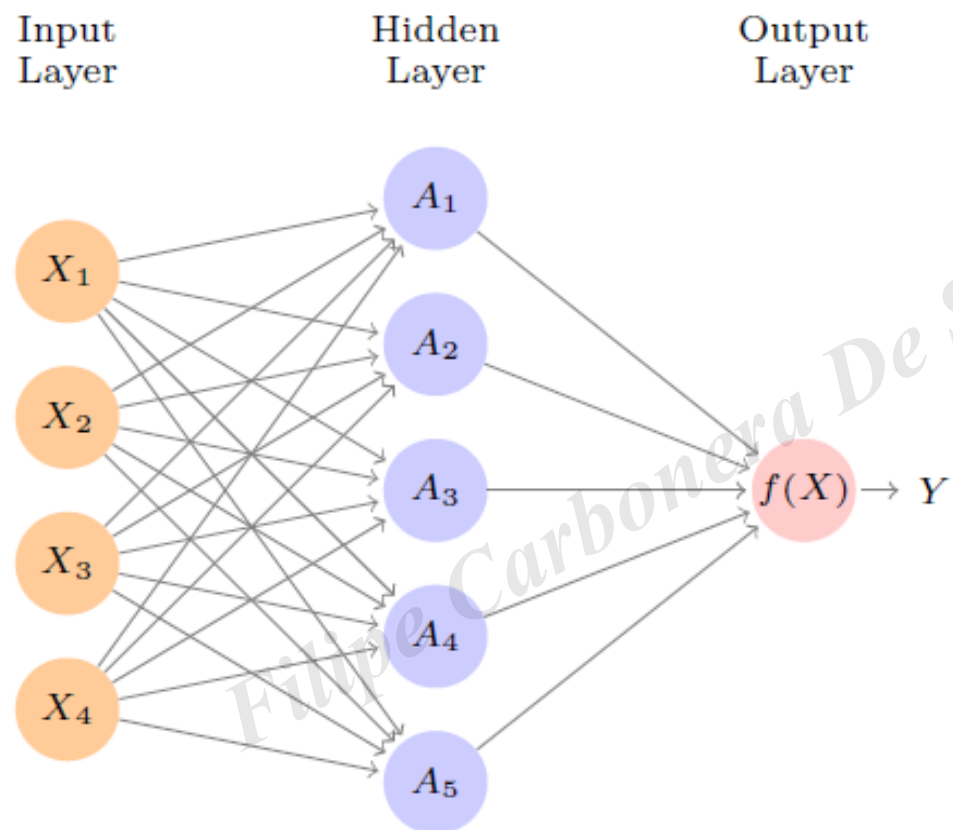 Input Layer
Hidden Layer
Output Layer
X₁
X₂
X₃
X₄
A₁
A₂
A₃
A₄
A₅
f(X)
Y
Filipe Carbonera De